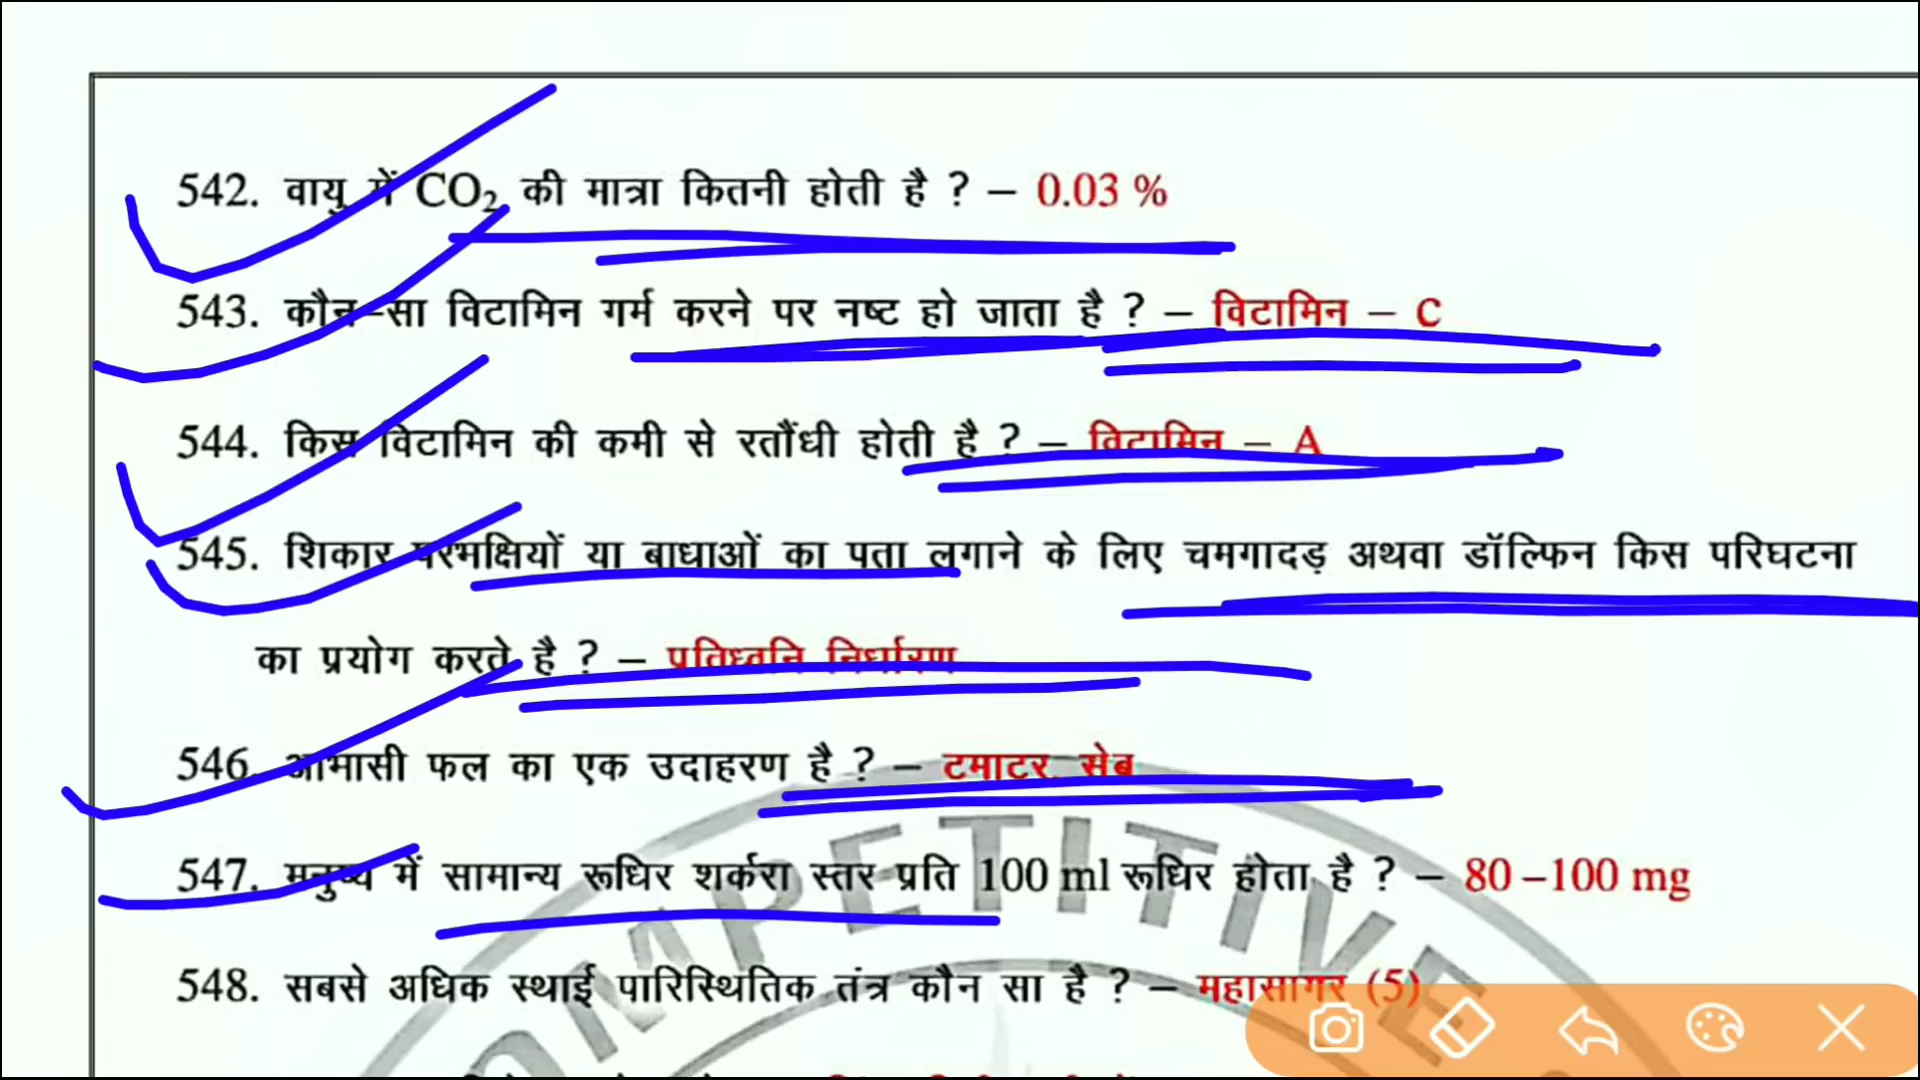 542. वायु में CO₂ की मात्रा कितनी होती है ? – 0.03 %
543. कौन–सा विटामिन गर्म करने पर नष्ट हो जाता है ? – विटामिन – C
544. किस विटामिन की कमी से रतौंधी होती है ? – विटामिन – A
545. शिकार परभक्षियों या बाधाओं का पता लगाने के लिए चमगादड़ अथवा डॉल्फिन किस परिघटना
का प्रयोग करते है ? – प्रतिध्वनि निर्धारण
546. आभासी फल का एक उदाहरण है ? – टमाटर, सेब
547. मनुष्य में सामान्य रूधिर शर्करा स्तर प्रति 100 ml रूधिर होता है ? – 80 –100 mg
548. सबसे अधिक स्थाई पारिस्थितिक तंत्र कौन सा है ? – महासागर (5)
OMPETITIVE